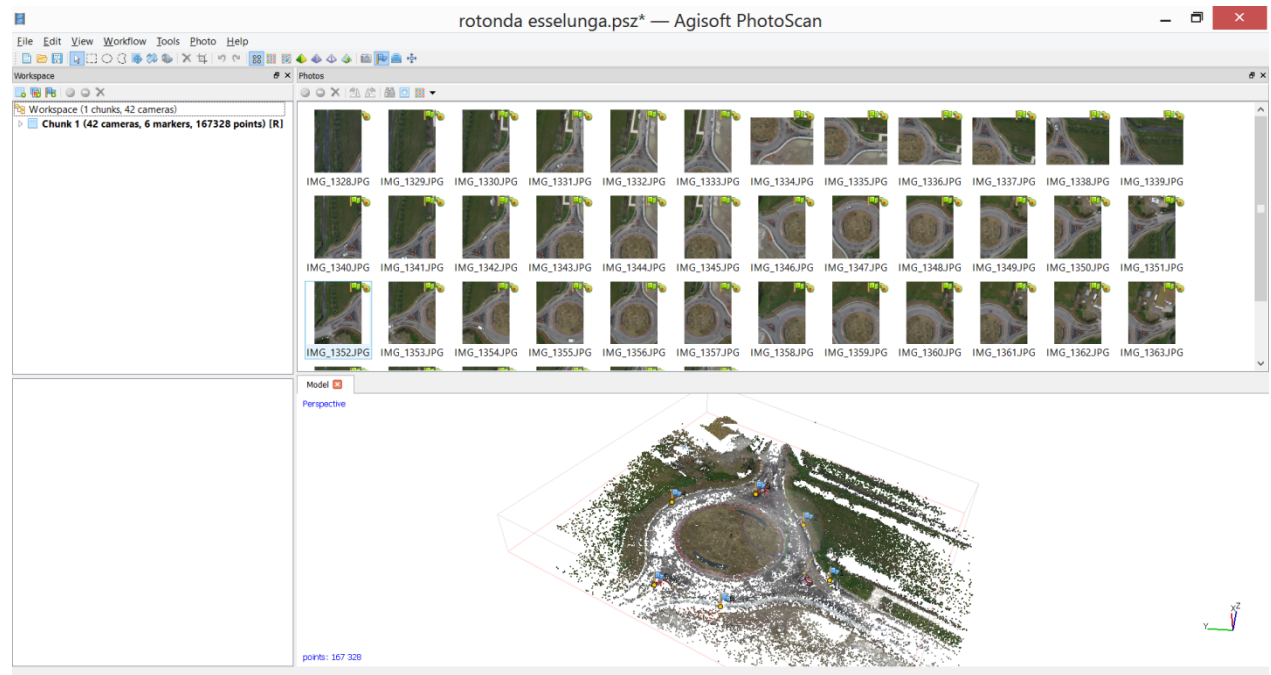 rotonda esselunga.psz* — Agisoft PhotoScan
File Edit View Workflow Tools Photo Help
Workspace
Photos
Workspace (1 chunks, 42 cameras)
Chunk 1 (42 cameras, 6 markers, 167328 points) [R]
IMG_1328.JPG IMG_1329.JPG IMG_1330.JPG IMG_1331.JPG IMG_1332.JPG IMG_1333.JPG IMG_1334.JPG IMG_1335.JPG IMG_1336.JPG IMG_1337.JPG IMG_1338.JPG IMG_1339.JPG
IMG_1340.JPG IMG_1341.JPG IMG_1342.JPG IMG_1343.JPG IMG_1344.JPG IMG_1345.JPG IMG_1346.JPG IMG_1347.JPG IMG_1348.JPG IMG_1349.JPG IMG_1350.JPG IMG_1351.JPG
IMG_1352.JPG IMG_1353.JPG IMG_1354.JPG IMG_1355.JPG IMG_1356.JPG IMG_1357.JPG IMG_1358.JPG IMG_1359.JPG IMG_1360.JPG IMG_1361.JPG IMG_1362.JPG IMG_1363.JPG
Model
Perspective
X Z
Y
points: 167 328